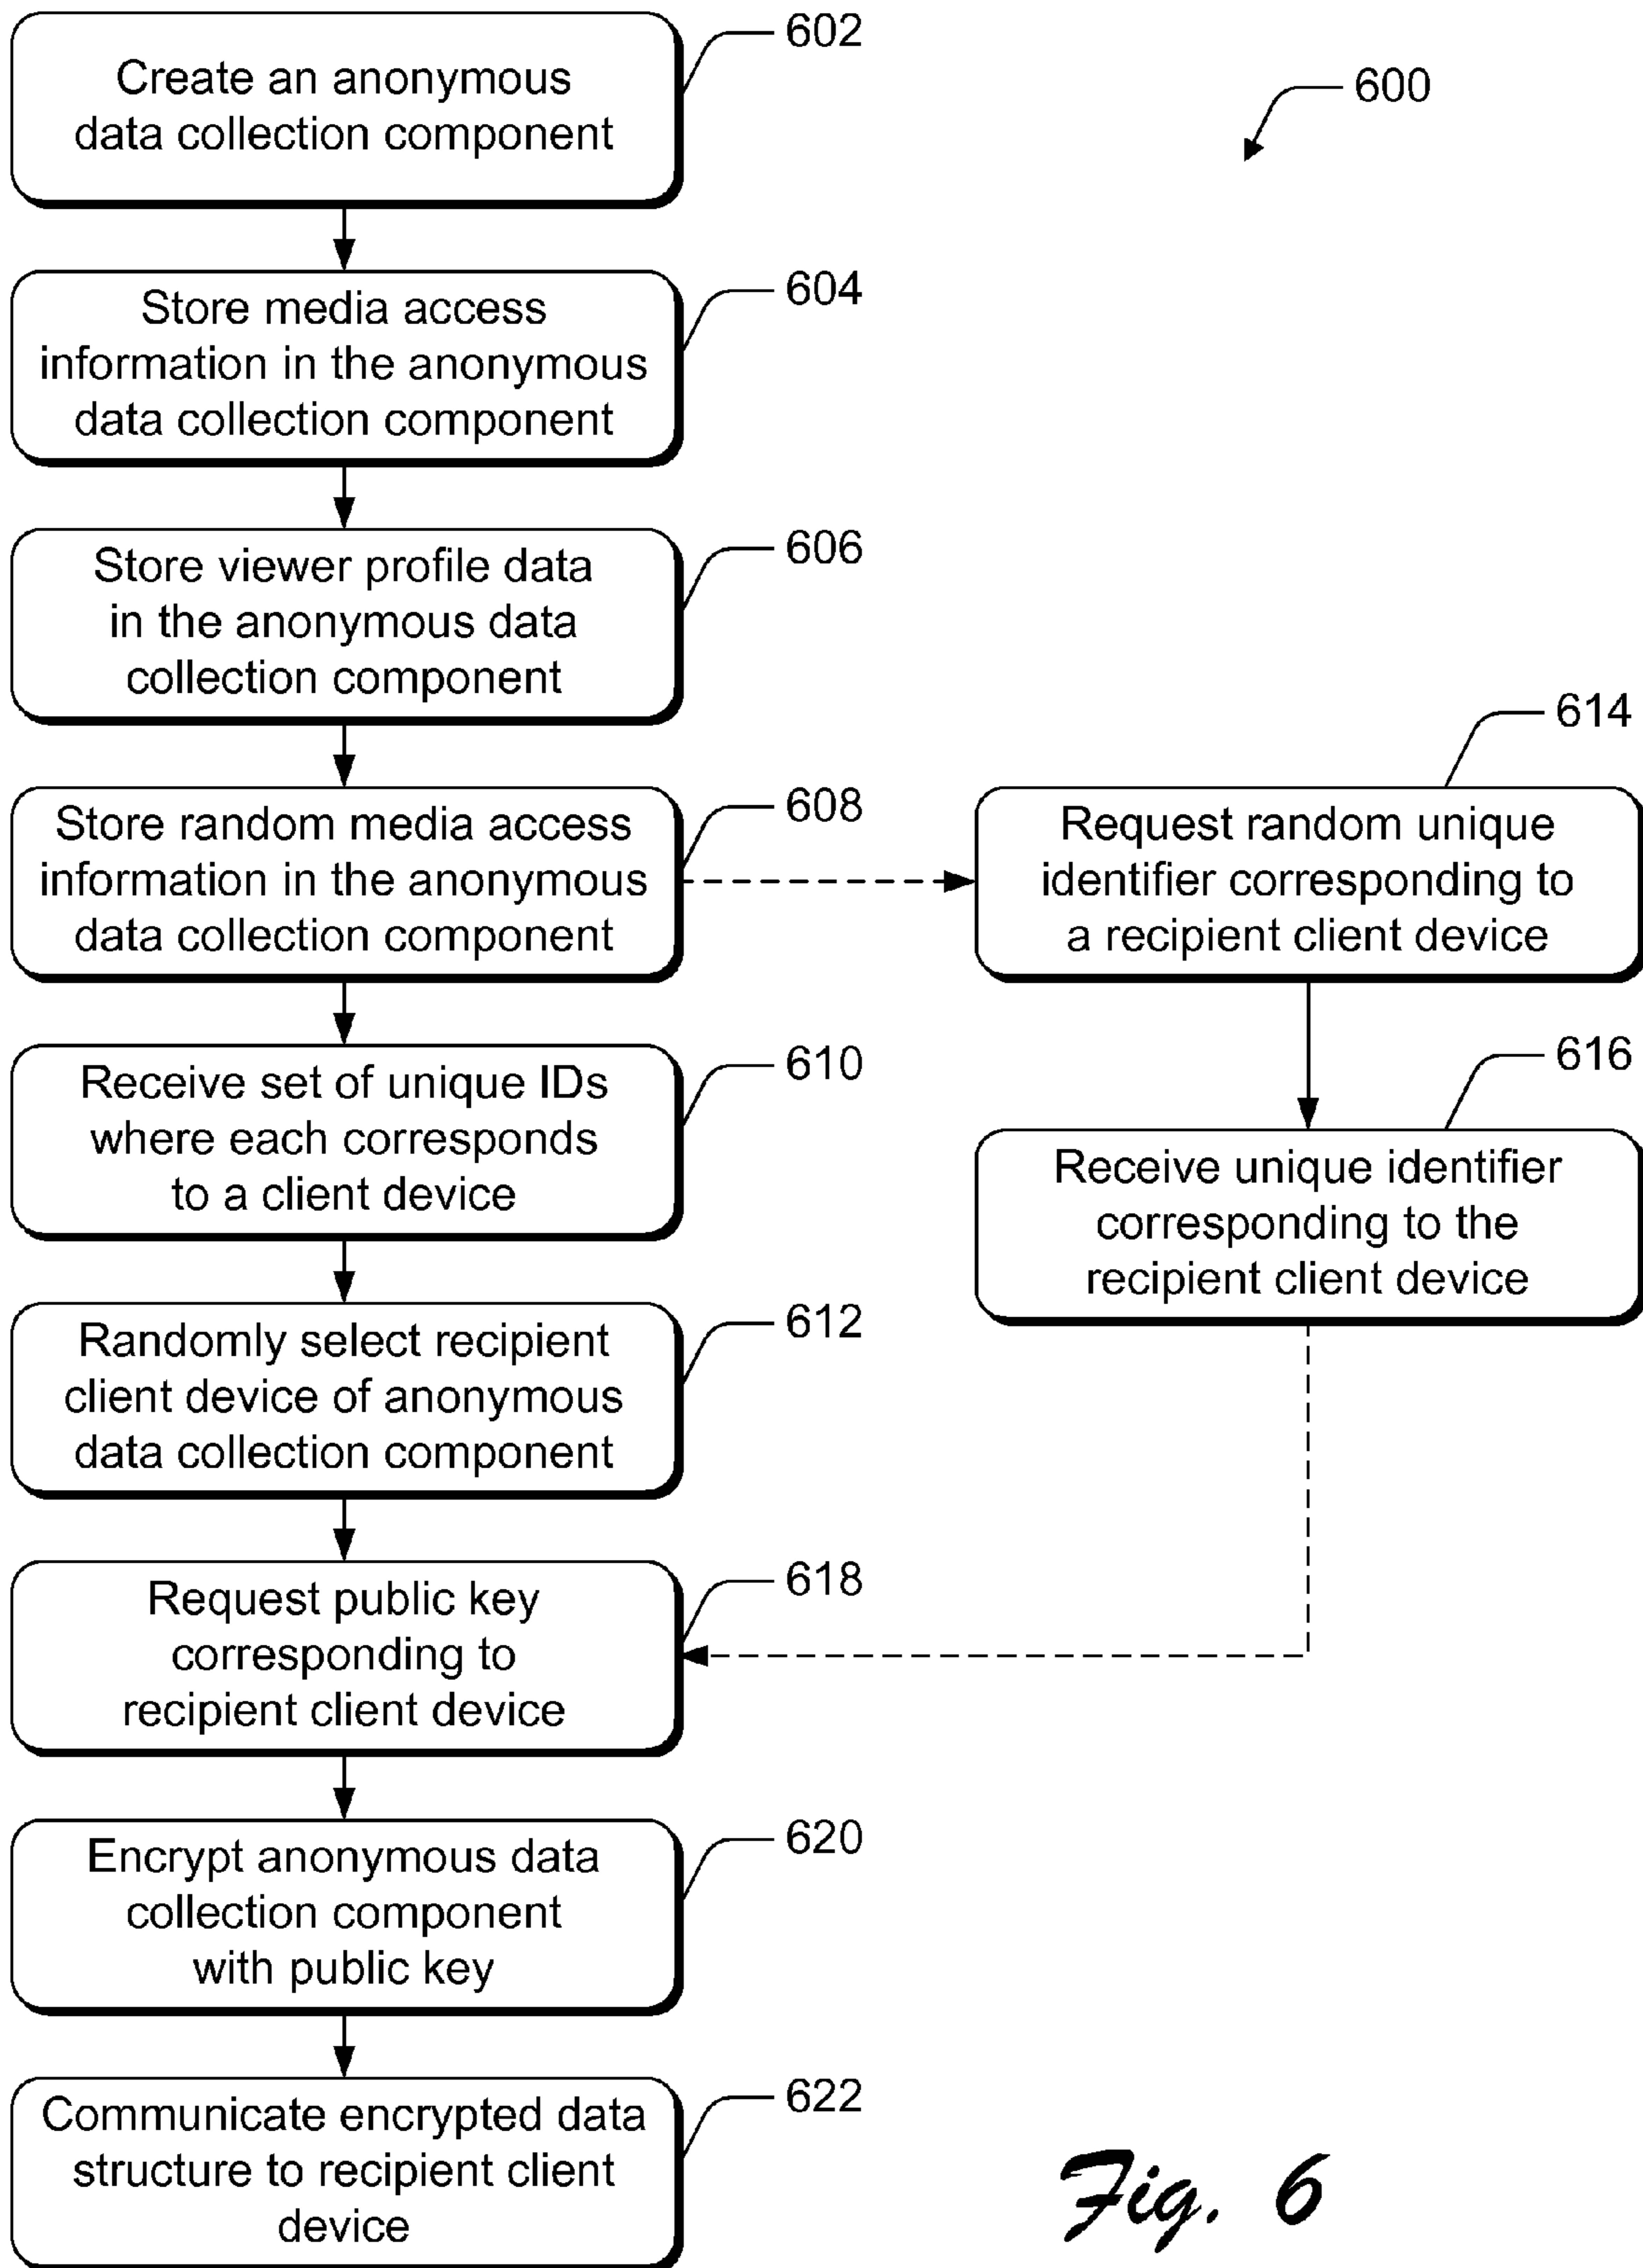 Create an anonymous
data collection component
602
600
Store media access
information in the anonymous
data collection component
604
Store viewer profile data
in the anonymous data
collection component
606
Store random media access
information in the anonymous
data collection component
608
Request random unique
identifier corresponding to
a recipient client device
614
Receive set of unique IDs
where each corresponds
to a client device
610
Receive unique identifier
corresponding to the
recipient client device
616
Randomly select recipient
client device of anonymous
data collection component
612
Request public key
corresponding to
recipient client device
618
Encrypt anonymous data
collection component
with public key
620
Communicate encrypted data
structure to recipient client
device
622
Fig. 6